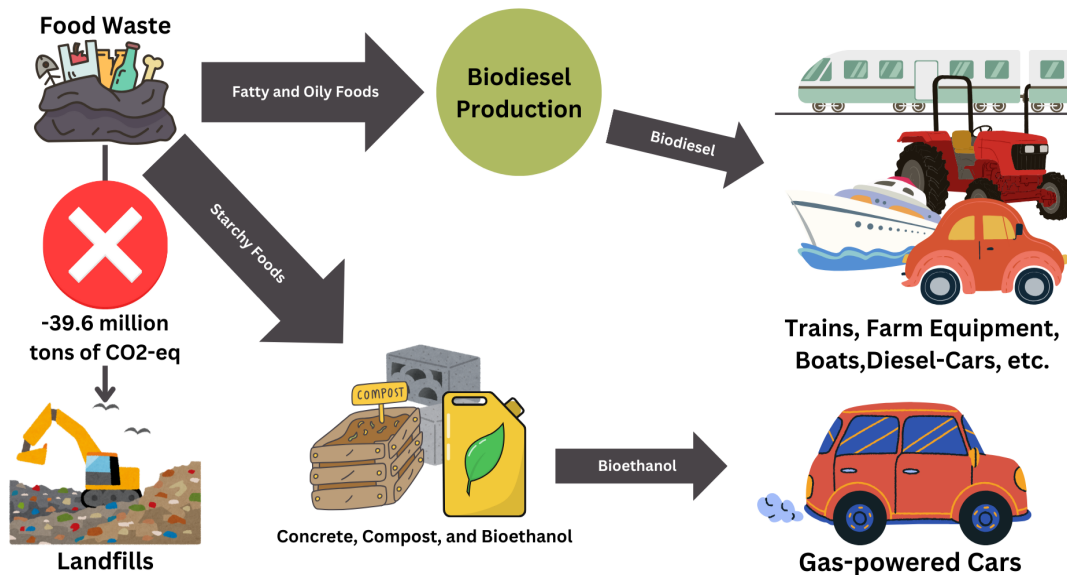 Food Waste
Fatty and Oily Foods
Biodiesel
Production
Biodiesel
Starchy Foods
-39.6 million
tons of CO2-eq
Trains, Farm Equipment,
Boats,Diesel-Cars, etc.
COMPOST
Bioethanol
Concrete, Compost, and Bioethanol
Landfills
Gas-powered Cars